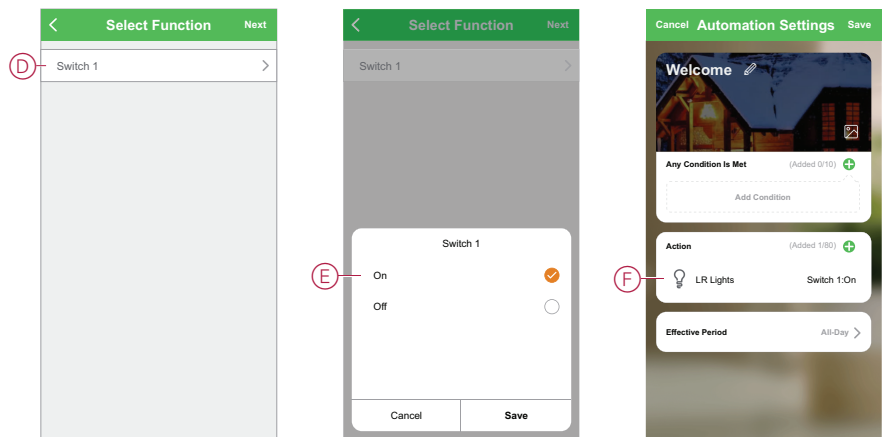 Select Function Next
D Switch 1
Select Function Next
Switch 1
Switch 1
E On
Off
Cancel Save
Cancel Automation Settings Save
Welcome
Any Condition Is Met (Added 0/10)
Add Condition
Action (Added 1/80)
F LR Lights Switch 1:On
Effective Period All-Day